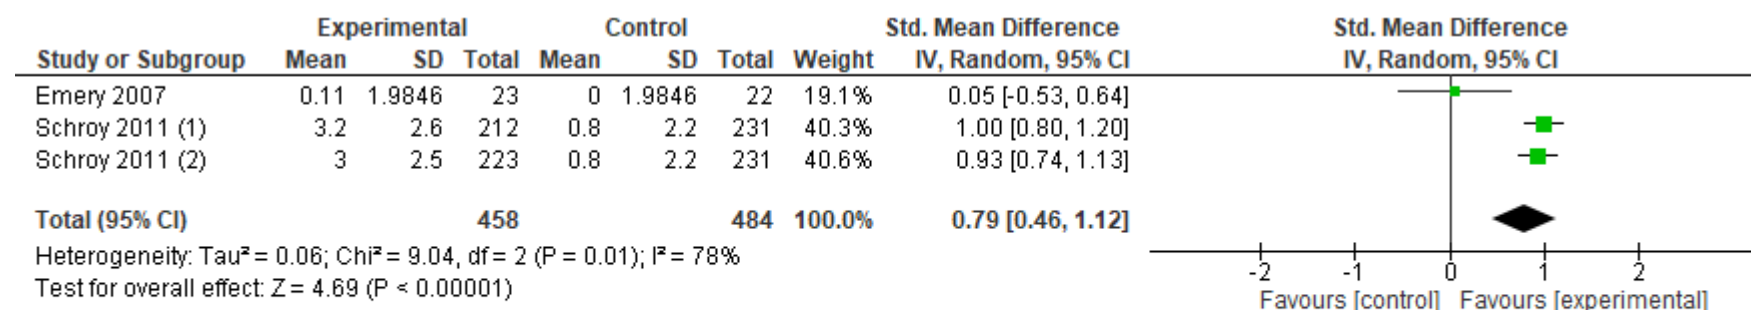 Experimental Control Std. Mean Difference Std. Mean Difference
Study or Subgroup Mean SD Total Mean SD Total Weight IV, Random, 95% CI IV, Random, 95% CI
Emery 2007 0.11 1.9846 23 0 1.9846 22 19.1% 0.05 [-0.53, 0.64]
Schroy 2011 (1) 3.2 2.6 212 0.8 2.2 231 40.3% 1.00 [0.80, 1.20]
Schroy 2011 (2) 3 2.5 223 0.8 2.2 231 40.6% 0.93 [0.74, 1.13]
Total (95% CI) 458 484 100.0% 0.79 [0.46, 1.12]
Heterogeneity: Tau² = 0.06; Chi² = 9.04, df = 2 (P = 0.01); I² = 78%
Test for overall effect: Z = 4.69 (P < 0.00001)
-2 -1 0 1 2
Favours [control] Favours [experimental]